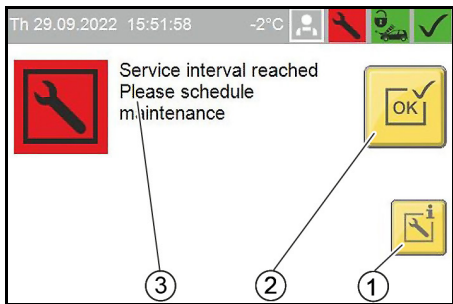 Th 29.09.2022 15:51:58 -2°C
Service interval reached
Please schedule
maintenance
OK
i
3
2
1